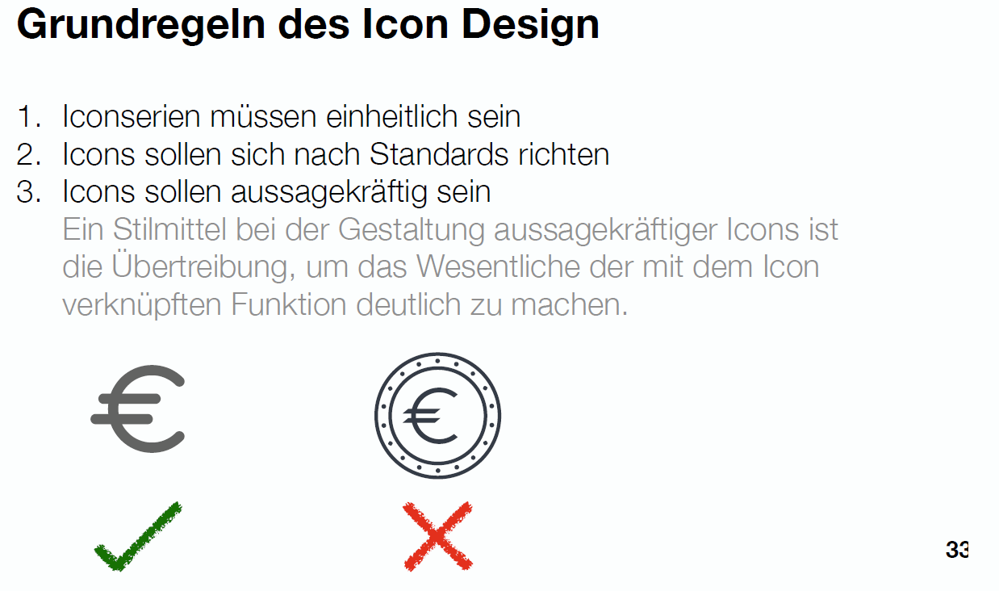 Grundregeln des Icon Design
1. Iconserien müssen einheitlich sein
2. Icons sollen sich nach Standards richten
3. Icons sollen aussagekräftig sein
Ein Stilmittel bei der Gestaltung aussagekräftiger Icons ist
die Übertreibung, um das Wesentliche der mit dem Icon
verknüpften Funktion deutlich zu machen.
€ €
33